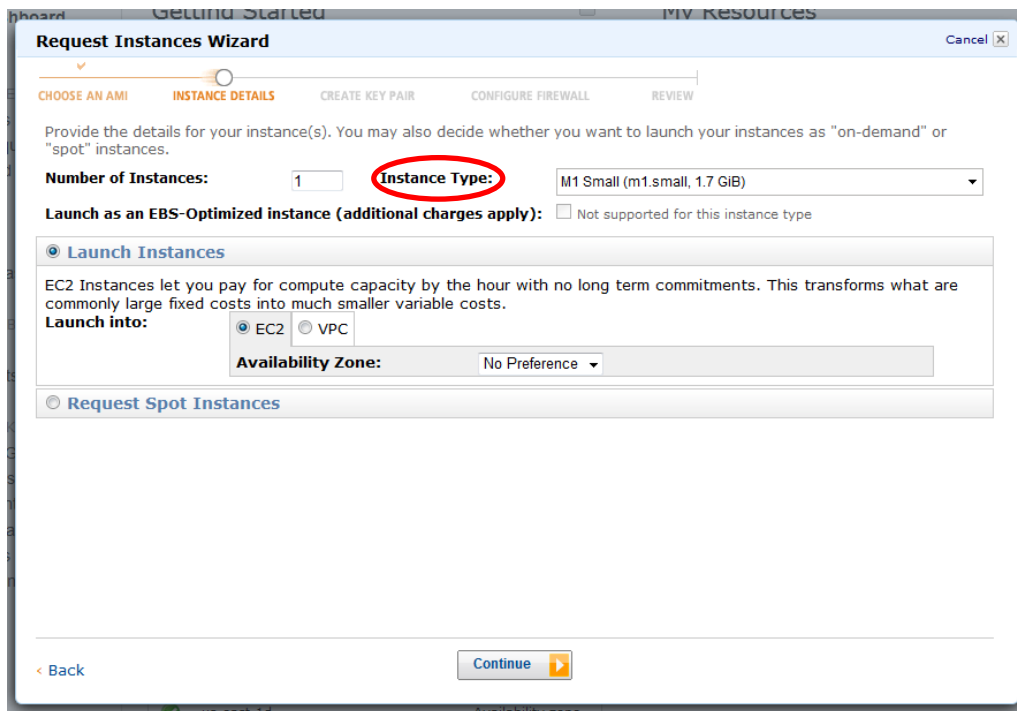 hboard
Getting Started
My Resources
Request Instances Wizard
Cancel
CHOOSE AN AMI INSTANCE DETAILS CREATE KEY PAIR CONFIGURE FIREWALL REVIEW
Provide the details for your instance(s). You may also decide whether you want to launch your instances as "on-demand" or
"spot" instances.
Number of Instances: 1 Instance Type: M1 Small (m1.small, 1.7 GiB)
Launch as an EBS-Optimized instance (additional charges apply): Not supported for this instance type
Launch Instances
EC2 Instances let you pay for compute capacity by the hour with no long term commitments. This transforms what are
commonly large fixed costs into much smaller variable costs.
Launch into: EC2 VPC
Availability Zone: No Preference
Request Spot Instances
< Back Continue